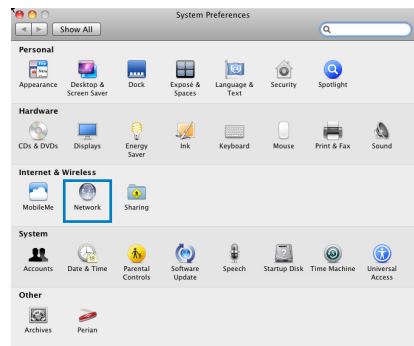 System Preferences
Show All
Personal
Appearance Desktop & Screen Saver Dock Exposé & Spaces Language & Text Security Spotlight
Hardware
CDs & DVDs Displays Energy Saver Ink Keyboard Mouse Print & Fax Sound
Internet & Wireless
MobileMe Network Sharing
System
Accounts Date & Time Parental Controls Software Update Speech Startup Disk Time Machine Universal Access
Other
Archives Perian